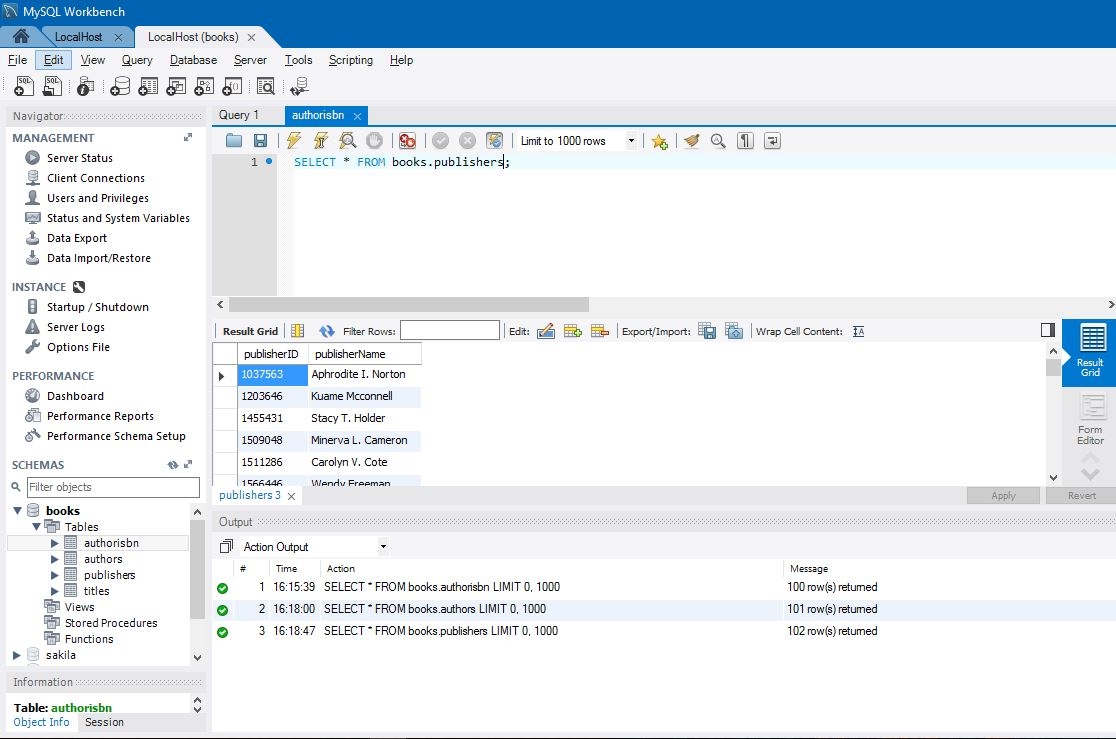 MySQL Workbench
LocalHost
LocalHost (books)
File Edit View Query Database Server Tools Scripting Help
Navigator
MANAGEMENT
Server Status
Client Connections
Users and Privileges
Status and System Variables
Data Export
Data Import/Restore
INSTANCE
Startup / Shutdown
Server Logs
Options File
PERFORMANCE
Dashboard
Performance Reports
Performance Schema Setup
SCHEMAS
Filter objects
books
Tables
authorisbn
authors
publishers
titles
Views
Stored Procedures
Functions
sakila
Information
Table: authorisbn
Object Info Session
Query 1 authorisbn
Limit to 1000 rows
1 SELECT * FROM books.publishers;
Result Grid Filter Rows: Edit: Export/Import: Wrap Cell Content:
publisherID publisherName
1037563 Aphrodite I. Norton
1203646 Kuame Mcconnell
1455431 Stacy T. Holder
1509048 Minerva L. Cameron
1511286 Carolyn V. Cote
1566446 Wendy Freeman
Result
Grid
Form
Editor
publishers 3 Apply Revert
Output
Action Output
# Time Action Message
1 16:15:39 SELECT * FROM books.authorisbn LIMIT 0, 1000 100 row(s) returned
2 16:18:00 SELECT * FROM books.authors LIMIT 0, 1000 101 row(s) returned
3 16:18:47 SELECT * FROM books.publishers LIMIT 0, 1000 102 row(s) returned